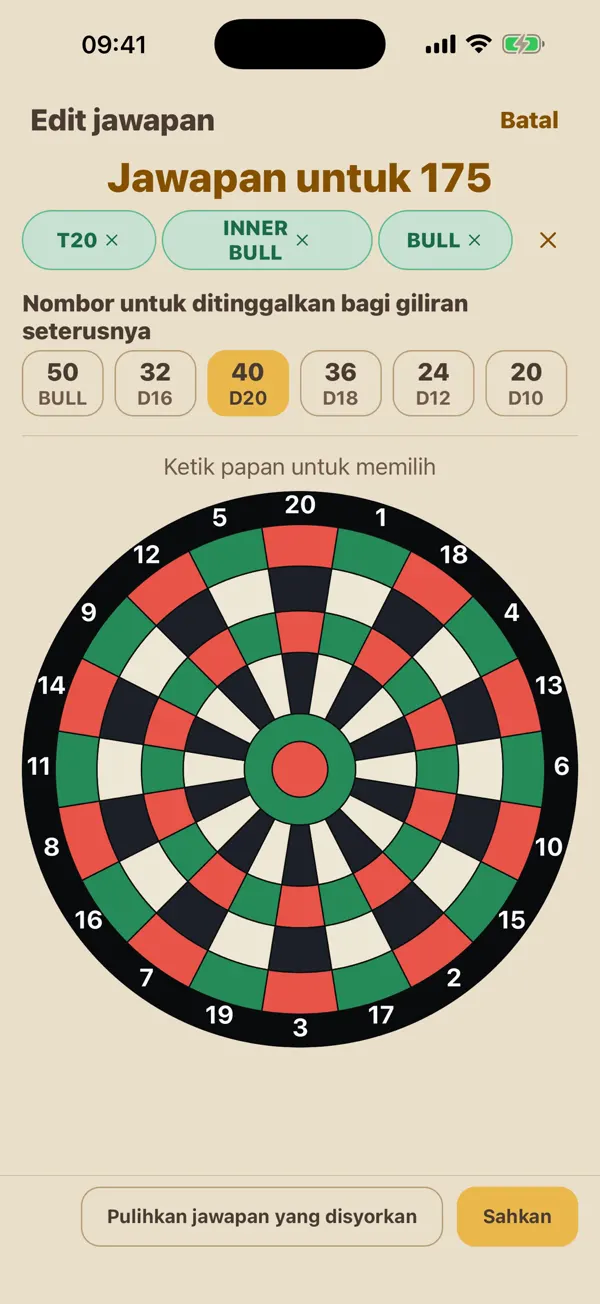 09:41
Edit jawapan
Batal
Jawapan untuk 175
T20 ×
INNER
BULL ×
BULL ×
×
Nombor untuk ditinggalkan bagi giliran
seterusnya
50
BULL
32
D16
40
D20
36
D18
24
D12
20
D10
Ketik papan untuk memilih
20
1
18
4
13
6
10
15
2
17
3
19
7
16
8
11
14
9
12
5
Pulihkan jawapan yang disyorkan
Sahkan